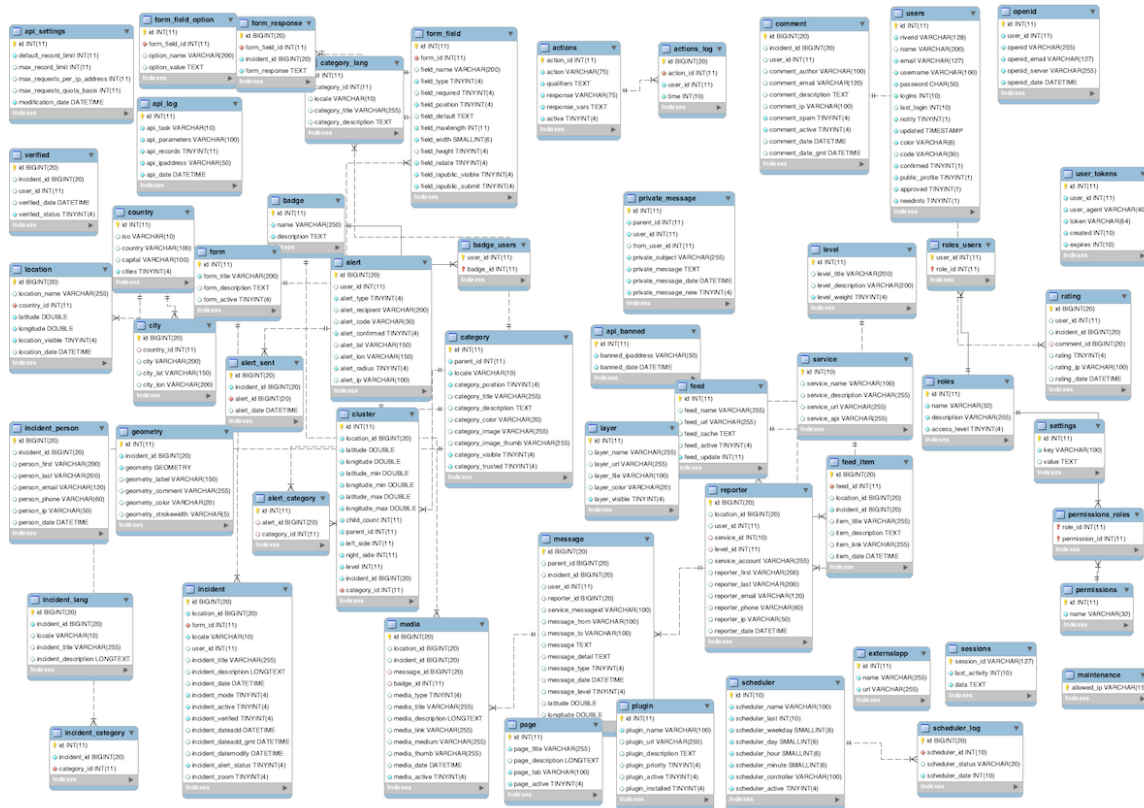 api_settings
id INT(11)
default_record_limit INT(11)
max_record_limit INT(11)
max_requests_per_ip_address INT(11)
max_requests_quota_basis INT(11)
modification_date DATETIME
Indexes
form_field_option
id INT(11)
form_field_id INT(11)
option_name VARCHAR(200)
option_value TEXT
Indexes
form_response
id BIGINT(20)
form_field_id INT(11)
incident_id BIGINT(20)
form_response TEXT
Indexes
category_lang
id INT(11)
category_id INT(11)
locale VARCHAR(10)
category_title VARCHAR(255)
category_description TEXT
Indexes
form_field
id INT(11)
form_id INT(11)
field_name VARCHAR(200)
field_type TINYINT(4)
field_required TINYINT(4)
field_position TINYINT(4)
field_default TEXT
field_maxlength INT(11)
field_width SMALLINT(6)
field_height TINYINT(4)
field_isdate TINYINT(4)
field_ispublic_visible TINYINT(4)
field_ispublic_submit TINYINT(4)
Indexes
actions
action_id INT(11)
action VARCHAR(75)
qualifiers TEXT
response VARCHAR(75)
response_vars TEXT
active TINYINT(4)
Indexes
actions_log
id BIGINT(20)
action_id INT(11)
user_id INT(11)
time INT(10)
Indexes
comment
id BIGINT(20)
incident_id BIGINT(20)
user_id INT(11)
comment_author VARCHAR(100)
comment_email VARCHAR(120)
comment_description TEXT
comment_ip VARCHAR(100)
comment_spam TINYINT(4)
comment_active TINYINT(4)
comment_date DATETIME
comment_date_gmt DATETIME
Indexes
users
id INT(11)
riverid VARCHAR(128)
name VARCHAR(200)
email VARCHAR(127)
username VARCHAR(100)
password CHAR(50)
logins INT(10)
last_login INT(10)
notify TINYINT(1)
updated TIMESTAMP
color VARCHAR(6)
code VARCHAR(30)
confirmed TINYINT(1)
public_profile TINYINT(1)
approved TINYINT(1)
needinfo TINYINT(1)
Indexes
openid
id INT(11)
user_id INT(11)
openid VARCHAR(255)
openid_email VARCHAR(127)
openid_server VARCHAR(255)
openid_date DATETIME
Indexes
api_log
id INT(11)
api_task VARCHAR(10)
api_parameters VARCHAR(100)
api_records TINYINT(11)
api_ipaddress VARCHAR(50)
api_date DATETIME
Indexes
verified
id BIGINT(20)
incident_id BIGINT(20)
user_id INT(11)
verified_date DATETIME
verified_status TINYINT(4)
Indexes
country
id INT(11)
iso VARCHAR(10)
country VARCHAR(100)
capital VARCHAR(100)
cities TINYINT(4)
Indexes
badge
id INT(11)
name VARCHAR(250)
description TEXT
Indexes
badge_users
user_id INT(11)
badge_id INT(11)
Indexes
private_message
id INT(11)
parent_id INT(11)
user_id INT(11)
from_user_id INT(11)
private_subject VARCHAR(255)
private_message TEXT
private_message_date DATETIME
private_message_new TINYINT(4)
Indexes
user_tokens
id INT(11)
user_id INT(11)
user_agent VARCHAR(40)
token VARCHAR(64)
created INT(10)
expires INT(10)
Indexes
roles_users
user_id INT(11)
role_id INT(11)
Indexes
level
id INT(11)
level_title VARCHAR(200)
level_description VARCHAR(200)
level_weight TINYINT(4)
Indexes
location
id BIGINT(20)
location_name VARCHAR(255)
country_id INT(11)
latitude DOUBLE
longitude DOUBLE
location_visible TINYINT(4)
location_date DATETIME
Indexes
form
id INT(11)
form_title VARCHAR(200)
form_description TEXT
form_active TINYINT(4)
Indexes
alert
id BIGINT(20)
user_id INT(11)
alert_type TINYINT(4)
alert_recipient VARCHAR(200)
alert_code VARCHAR(30)
alert_confirmed TINYINT(4)
alert_lat VARCHAR(150)
alert_lon VARCHAR(150)
alert_radius TINYINT(4)
alert_ip VARCHAR(100)
Indexes
city
id BIGINT(20)
country_id INT(11)
city VARCHAR(200)
city_lat VARCHAR(150)
city_lon VARCHAR(200)
Indexes
alert_sent
id BIGINT(20)
incident_id BIGINT(20)
alert_id BIGINT(20)
alert_date DATETIME
Indexes
category
id INT(11)
parent_id INT(11)
locale VARCHAR(10)
category_position TINYINT(4)
category_title VARCHAR(255)
category_description TEXT
category_color VARCHAR(20)
category_image VARCHAR(255)
category_image_thumb VARCHAR(255)
category_visible TINYINT(4)
category_trusted TINYINT(4)
Indexes
api_banned
id INT(11)
banned_ipaddress VARCHAR(50)
banned_date DATETIME
Indexes
rating
id BIGINT(20)
user_id INT(11)
incident_id BIGINT(20)
comment_id BIGINT(20)
rating TINYINT(4)
rating_ip VARCHAR(100)
rating_date DATETIME
Indexes
service
id INT(10)
service_name VARCHAR(100)
service_description VARCHAR(255)
service_url VARCHAR(255)
service_api VARCHAR(255)
Indexes
roles
id INT(11)
name VARCHAR(32)
description VARCHAR(255)
access_level TINYINT(4)
Indexes
feed
id INT(11)
feed_name VARCHAR(255)
feed_url VARCHAR(255)
feed_cache TEXT
feed_active TINYINT(4)
feed_update INT(11)
Indexes
settings
id INT(11)
key VARCHAR(100)
value TEXT
Indexes
incident_person
id BIGINT(20)
incident_id BIGINT(20)
person_first VARCHAR(200)
person_last VARCHAR(200)
person_email VARCHAR(120)
person_phone VARCHAR(60)
person_ip VARCHAR(50)
person_date DATETIME
Indexes
geometry
id INT(11)
incident_id BIGINT(20)
geometry GEOMETRY
geometry_label VARCHAR(150)
geometry_comment VARCHAR(255)
geometry_color VARCHAR(20)
geometry_strokewidth VARCHAR(5)
Indexes
cluster
id INT(11)
location_id BIGINT(20)
latitude DOUBLE
longitude DOUBLE
latitude_min DOUBLE
longitude_min DOUBLE
latitude_max DOUBLE
longitude_max DOUBLE
child_count INT(11)
parent_id INT(11)
left_side INT(11)
right_side INT(11)
level INT(11)
incident_id BIGINT(20)
category_id INT(11)
Indexes
layer
id INT(11)
layer_name VARCHAR(255)
layer_url VARCHAR(255)
layer_file VARCHAR(100)
layer_color VARCHAR(20)
layer_visible TINYINT(4)
Indexes
feed_item
id BIGINT(20)
feed_id INT(11)
location_id BIGINT(20)
incident_id BIGINT(20)
item_title VARCHAR(255)
item_description TEXT
item_link VARCHAR(255)
item_date DATETIME
Indexes
alert_category
id INT(11)
alert_id BIGINT(20)
category_id INT(11)
Indexes
reporter
id BIGINT(20)
location_id BIGINT(20)
user_id INT(11)
service_id INT(10)
level_id INT(11)
service_account VARCHAR(255)
reporter_first VARCHAR(200)
reporter_last VARCHAR(200)
reporter_email VARCHAR(120)
reporter_phone VARCHAR(60)
reporter_ip VARCHAR(50)
reporter_date DATETIME
Indexes
permissions_roles
role_id INT(11)
permission_id INT(11)
Indexes
message
id BIGINT(20)
parent_id BIGINT(20)
incident_id BIGINT(20)
user_id INT(11)
reporter_id BIGINT(20)
service_messageid VARCHAR(100)
message_from VARCHAR(100)
message_to VARCHAR(100)
message TEXT
message_detail TEXT
message_type TINYINT(4)
message_date DATETIME
message_level TINYINT(4)
latitude DOUBLE
longitude DOUBLE
permissions
id INT(11)
name VARCHAR(32)
Indexes
incident_lang
id BIGINT(20)
incident_id BIGINT(20)
locale VARCHAR(10)
incident_title VARCHAR(255)
incident_description LONGTEXT
Indexes
incident
id BIGINT(20)
location_id BIGINT(20)
form_id INT(11)
locale VARCHAR(10)
user_id INT(11)
incident_title VARCHAR(255)
incident_description LONGTEXT
incident_date DATETIME
incident_mode TINYINT(4)
incident_active TINYINT(4)
incident_verified TINYINT(4)
incident_dateadd DATETIME
incident_dateadd_gmt DATETIME
incident_datemodify DATETIME
incident_alert_status TINYINT(4)
incident_zoom TINYINT(4)
Indexes
media
id BIGINT(20)
location_id BIGINT(20)
incident_id BIGINT(20)
message_id BIGINT(20)
badge_id INT(11)
media_type TINYINT(4)
media_title VARCHAR(255)
media_description LONGTEXT
media_link VARCHAR(255)
media_medium VARCHAR(255)
media_thumb VARCHAR(255)
media_date DATETIME
media_active TINYINT(4)
Indexes
externalapp
id INT(11)
name VARCHAR(255)
url VARCHAR(255)
Indexes
sessions
session_id VARCHAR(127)
last_activity INT(10)
data TEXT
Indexes
maintenance
allowed_ip VARCHAR(15)
Indexes
scheduler
id INT(10)
scheduler_name VARCHAR(100)
scheduler_last INT(10)
scheduler_weekday SMALLINT(6)
scheduler_day SMALLINT(6)
scheduler_hour SMALLINT(6)
scheduler_minute SMALLINT(6)
scheduler_controller VARCHAR(100)
scheduler_active TINYINT(4)
Indexes
plugin
id INT(11)
plugin_name VARCHAR(100)
plugin_url VARCHAR(250)
plugin_description TEXT
plugin_priority TINYINT(4)
plugin_active TINYINT(4)
plugin_installed TINYINT(4)
Indexes
page
id INT(11)
page_title VARCHAR(255)
page_description LONGTEXT
page_tab VARCHAR(100)
page_active TINYINT(4)
Indexes
scheduler_log
id BIGINT(20)
scheduler_id INT(10)
scheduler_status VARCHAR(20)
scheduler_date INT(10)
Indexes
incident_category
id INT(11)
incident_id BIGINT(20)
category_id INT(11)
Indexes